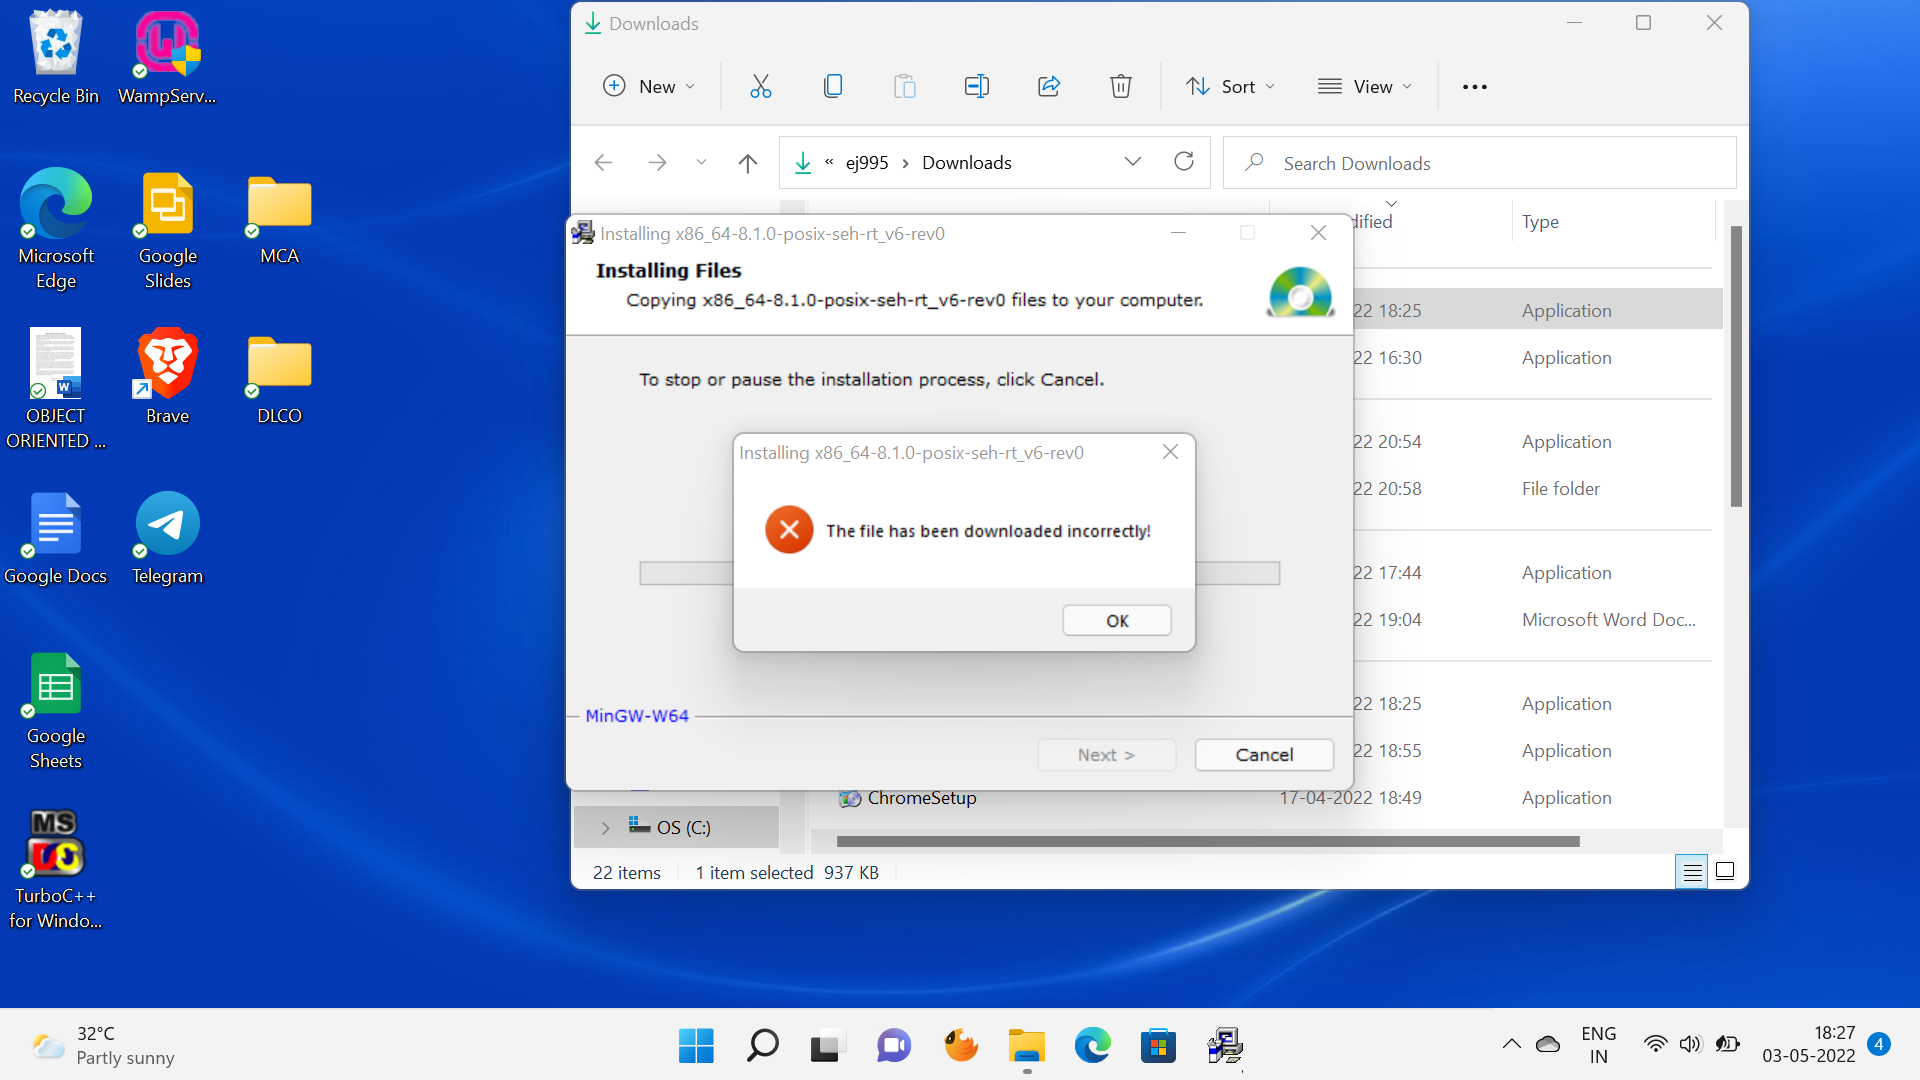 Recycle Bin
WampServ...
Microsoft
Edge
Google
Slides
MCA
OBJECT
ORIENTED ...
Brave
DLCO
Google Docs
Telegram
Google
Sheets
MS
TurboC++
for Windo...
Downloads
New
Sort
View
« ej995 > Downloads
Search Downloads
dified
Type
22 18:25 Application
22 16:30 Application
22 20:54 Application
22 20:58 File folder
22 17:44 Application
22 19:04 Microsoft Word Doc...
22 18:25 Application
22 18:55 Application
ChromeSetup 17-04-2022 18:49 Application
OS (C:)
22 items 1 item selected 937 KB
Installing x86_64-8.1.0-posix-seh-rt_v6-rev0
Installing Files
Copying x86_64-8.1.0-posix-seh-rt_v6-rev0 files to your computer.
To stop or pause the installation process, click Cancel.
Installing x86_64-8.1.0-posix-seh-rt_v6-rev0
The file has been downloaded incorrectly!
OK
MinGW-W64
Next >
Cancel
32°C
Partly sunny
ENG
IN
18:27
03-05-2022
4